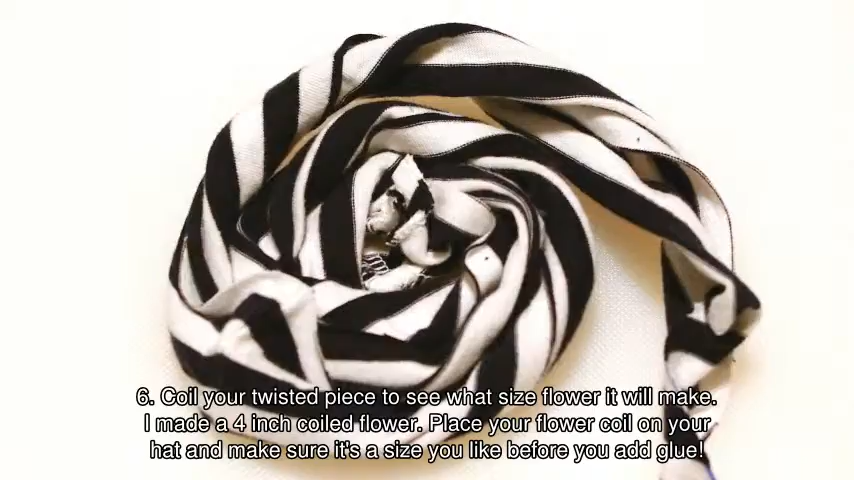 6. Coil your twisted piece to see what size flower it will make.
I made a 4 inch coiled flower. Place your flower coil on your
hat and make sure it's a size you like before you add glue!